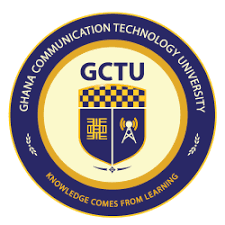 GHANA COMMUNICATION TECHNOLOGY UNIVERSITY
GCTU
KNOWLEDGE COMES FROM LEARNING